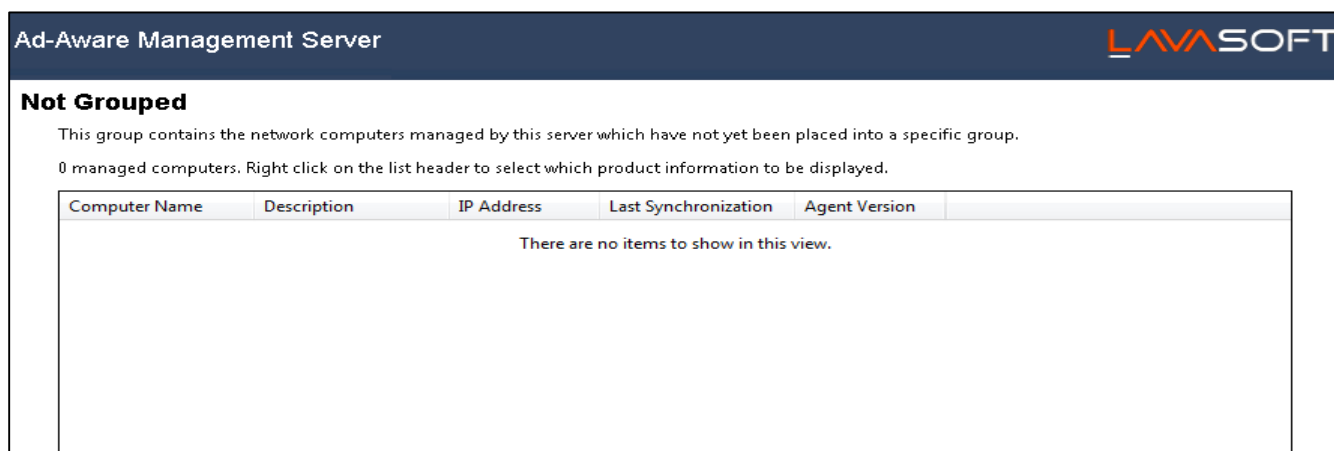 Ad-Aware Management Server
LAVASOFT
Not Grouped
This group contains the network computers managed by this server which have not yet been placed into a specific group.
0 managed computers. Right click on the list header to select which product information to be displayed.
Computer Name Description IP Address Last Synchronization Agent Version
There are no items to show in this view.